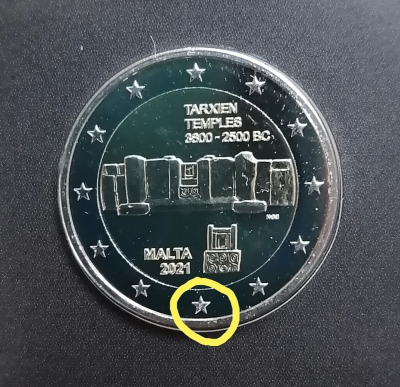 TARXIEN
TEMPLES
3600 - 2500 BC
MALTA
2021